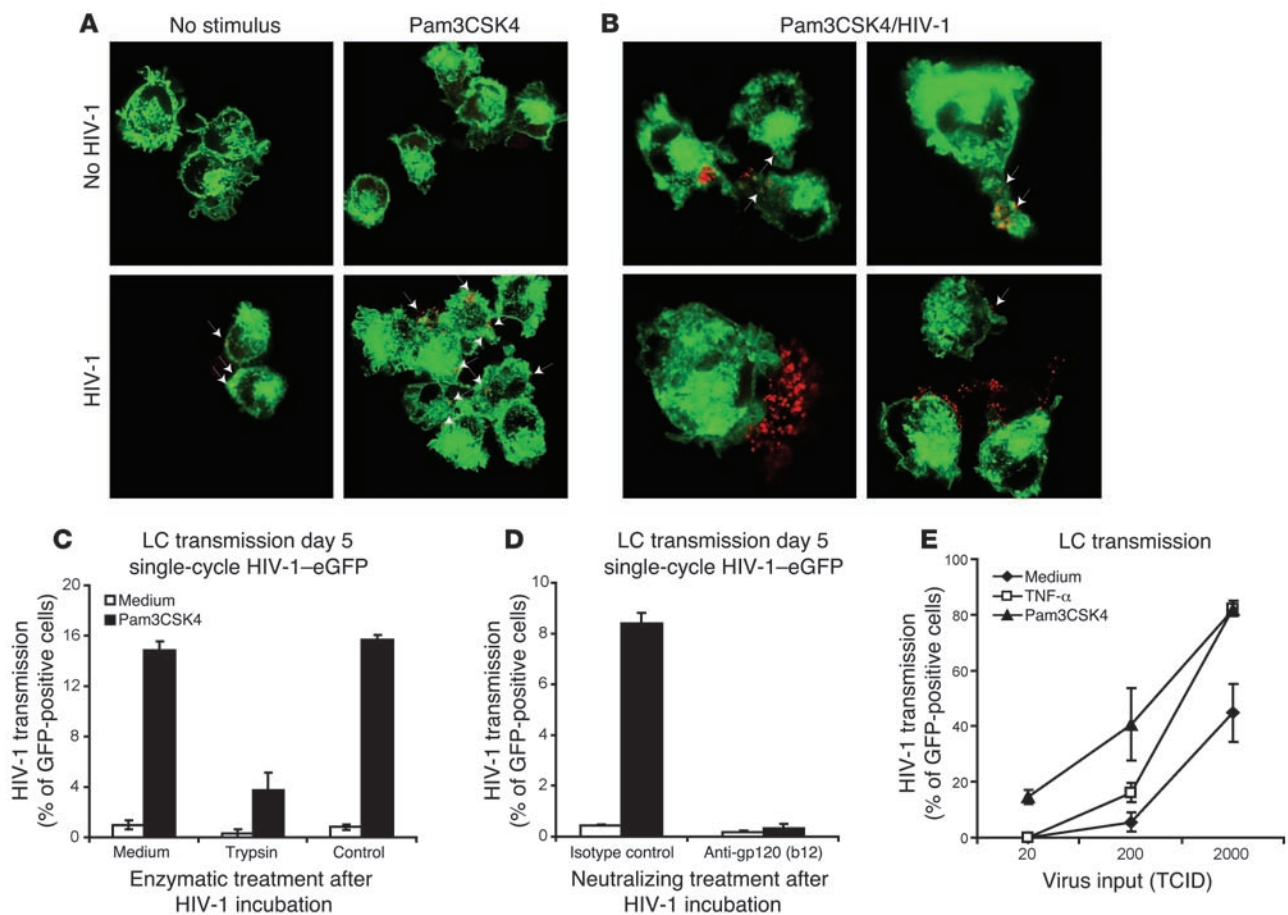 A
No stimulus
Pam3CSK4
B
Pam3CSK4/HIV-1
No HIV-1
HIV-1
C
LC transmission day 5
single-cycle HIV-1–eGFP
HIV-1 transmission
(% of GFP-positive cells)
20
16
12
8
4
0
Medium
Pam3CSK4
Medium
Trypsin
Control
Enzymatic treatment after
HIV-1 incubation
D
LC transmission day 5
single-cycle HIV-1–eGFP
HIV-1 transmission
(% of GFP-positive cells)
10
8
6
4
2
0
Isotype control
Anti-gp120 (b12)
Neutralizing treatment after
HIV-1 incubation
E
LC transmission
HIV-1 transmission
(% of GFP-positive cells)
100
80
60
40
20
0
Medium
TNF-α
Pam3CSK4
20
200
2000
Virus input (TCID)